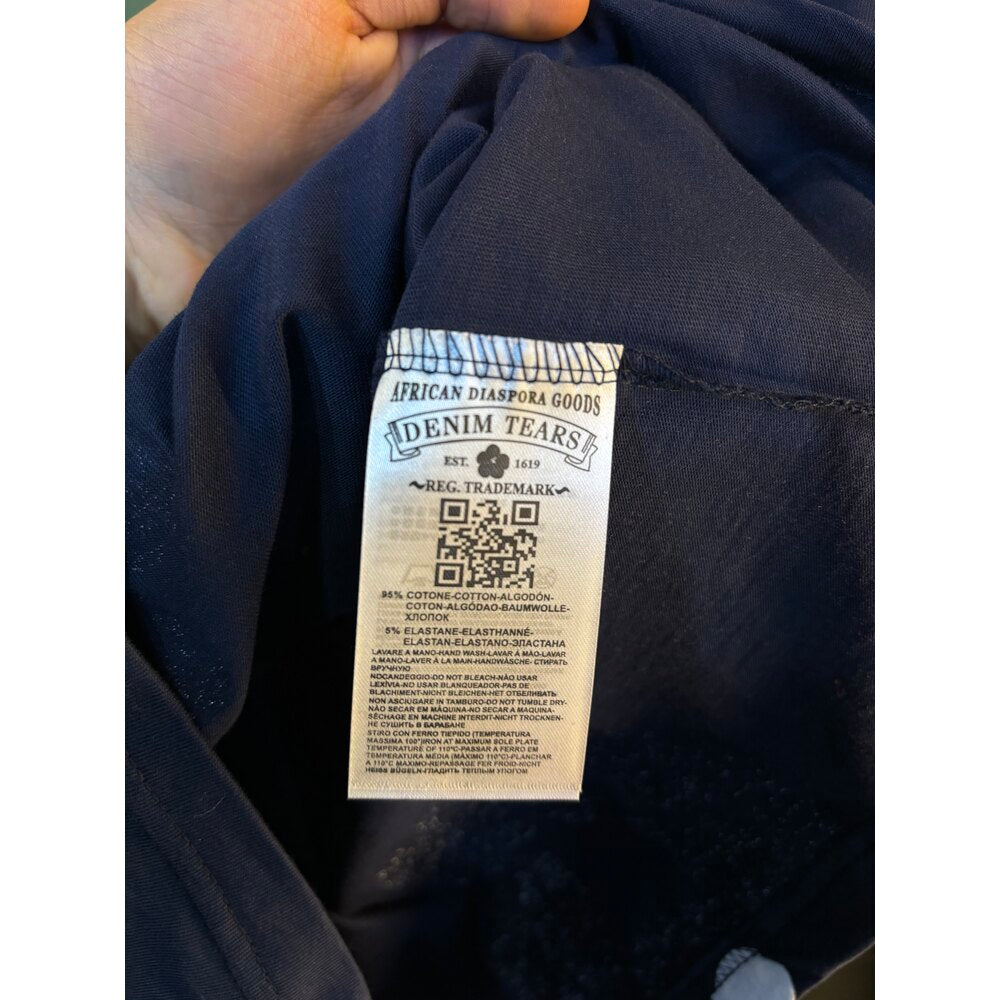 AFRICAN DIASPORA GOODS
DENIM TEARS
EST. 1619
~REG. TRADEMARK~
95% COTONE-COTTON-ALGODÓN-
COTON-ALGÓDAO-BAUMWOLLE-
ХЛОПОК
5% ELASTANE-ELASTHANNÉ-
ELASTAN-ELASTANO-ЭЛАСТАНА
LAVARE A MANO-HAND WASH-LAVAR Á MÃO-LAVAR
A MANO-LAVER À LA MAIN-HANDWÄSCHE- СТИРАТЬ
ВРУЧНУЮ
NOCANDEGGIO-DO NOT BLEACH-NÃO USAR
LEXÍVIA-NO USAR BLANQUEADOR-PAS DE
BLACHIMENT-NICHT BLEICHEN-НЕТ ОТБЕЛИВАТЬ
NON ASCIUGARE IN TAMBURO-DO NOT TUMBLE DRY-
NÃO SECAR EM MÁQUINA-NO SECAR A MAQUINA-
SÉCHAGE EN MACHINE INTERDIT-NICHT TROCKNEN-
НЕ СУШИТЬ В БАРАБАНЕ
STIRO CON FERRO TIEPIDO (TEMPERATURA
MASSIMA 100°)IRON AT MAXIMUM SOLE PLATE
TEMPERATURE OF 110°C-PASSAR A FERRO EM
TEMPERATURA MÉDIA (MÁXIMO 110°C)-PLANCHAR
A 110°C MAXIMO-REPASSAGE FER FROID-NICHT
HEISS BÜGELN-ГЛАДИТЬ ТЕПЛЫМ УПОГОМ